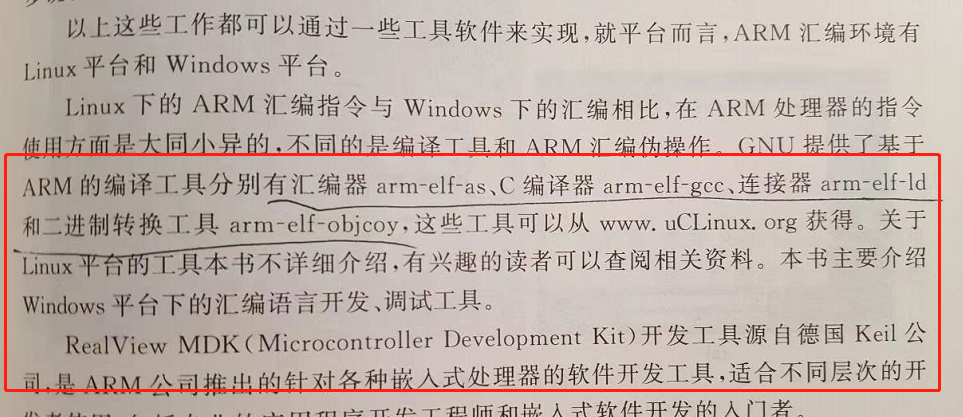 以上这些工作都可以通过一些工具软件来实现,就平台而言,ARM 汇编环境有
Linux 平台和 Windows 平台。
Linux 下的 ARM 汇编指令与 Windows 下的汇编相比,在 ARM 处理器的指令
使用方面是大同小异的,不同的是编译工具和 ARM 汇编伪操作。GNU 提供了基于
ARM 的编译工具分别有汇编器 arm-elf-as、C 编译器 arm-elf-gcc、连接器 arm-elf-ld
和二进制转换工具 arm-elf-objcoy,这些工具可以从 www. uCLinux. org 获得。关于
Linux 平台的工具本书不详细介绍,有兴趣的读者可以查阅相关资料。本书主要介绍
Windows 平台下的汇编语言开发、调试工具。
RealView MDK(Microcontroller Development Kit)开发工具源自德国 Keil 公
司,是 ARM 公司推出的针对各种嵌入式处理器的软件开发工具,适合不同层次的开
应用程序开发工程师和嵌入式软件开发的入门者。